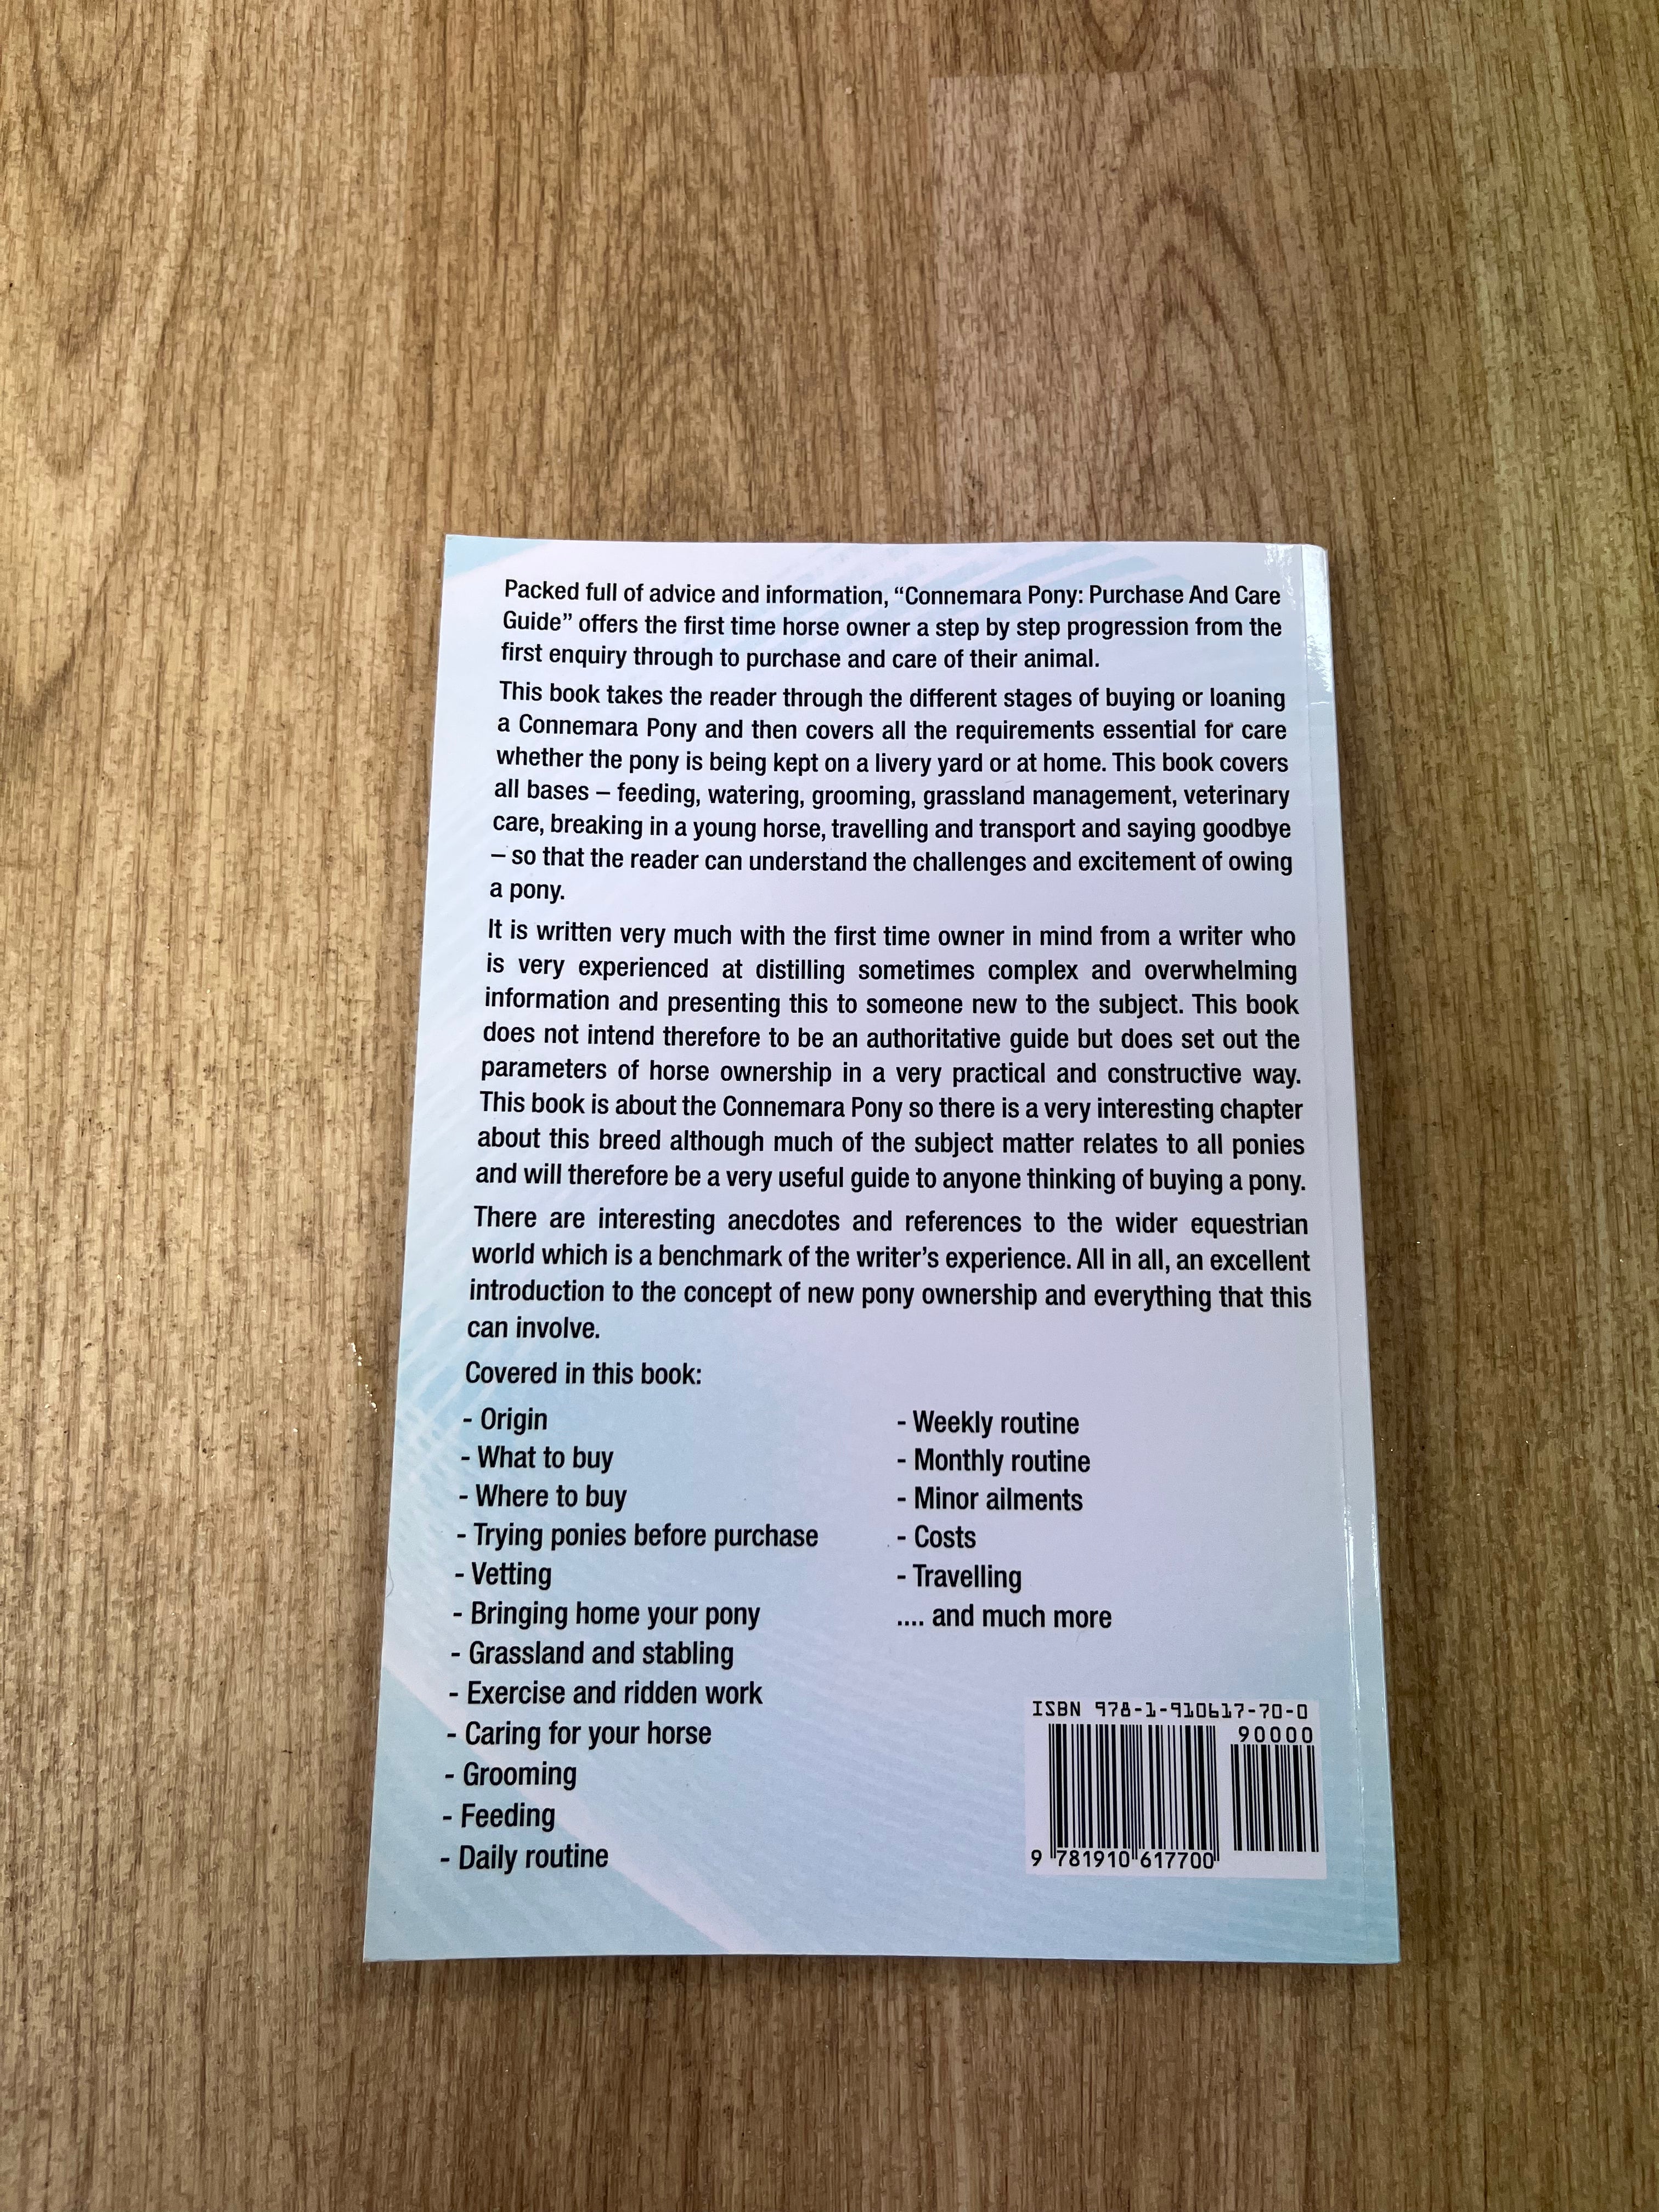 Packed full of advice and information, “Connemara Pony: Purchase And Care
Guide” offers the first time horse owner a step by step progression from the
first enquiry through to purchase and care of their animal.
This book takes the reader through the different stages of buying or loaning
a Connemara Pony and then covers all the requirements essential for care
whether the pony is being kept on a livery yard or at home. This book covers
all bases – feeding, watering, grooming, grassland management, veterinary
care, breaking in a young horse, travelling and transport and saying goodbye
– so that the reader can understand the challenges and excitement of owing
a pony.
It is written very much with the first time owner in mind from a writer who
is very experienced at distilling sometimes complex and overwhelming
information and presenting this to someone new to the subject. This book
does not intend therefore to be an authoritative guide but does set out the
parameters of horse ownership in a very practical and constructive way.
This book is about the Connemara Pony so there is a very interesting chapter
about this breed although much of the subject matter relates to all ponies
and will therefore be a very useful guide to anyone thinking of buying a pony.
There are interesting anecdotes and references to the wider equestrian
world which is a benchmark of the writer’s experience. All in all, an excellent
introduction to the concept of new pony ownership and everything that this
can involve.
Covered in this book:
- Origin
- What to buy
- Where to buy
- Trying ponies before purchase
- Vetting
- Bringing home your pony
- Grassland and stabling
- Exercise and ridden work
- Caring for your horse
- Grooming
- Feeding
- Daily routine
- Weekly routine
- Monthly routine
- Minor ailments
- Costs
- Travelling
.... and much more
ISBN 978-1-910617-70-0
90000
9 781910 617700